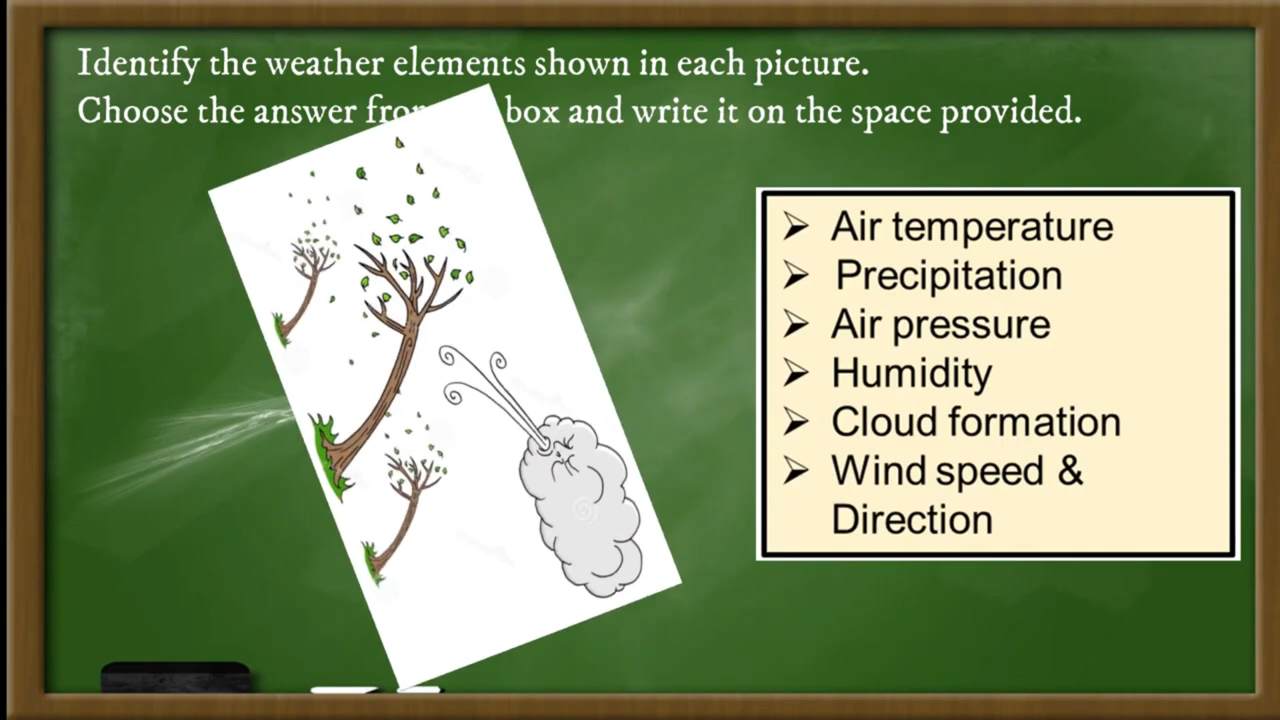 Identify the weather elements shown in each picture.
Choose the answer box and write it on the space provided.
➢ Air temperature
➢ Precipitation
➢ Air pressure
➢ Humidity
➢ Cloud formation
➢ Wind speed &
Direction